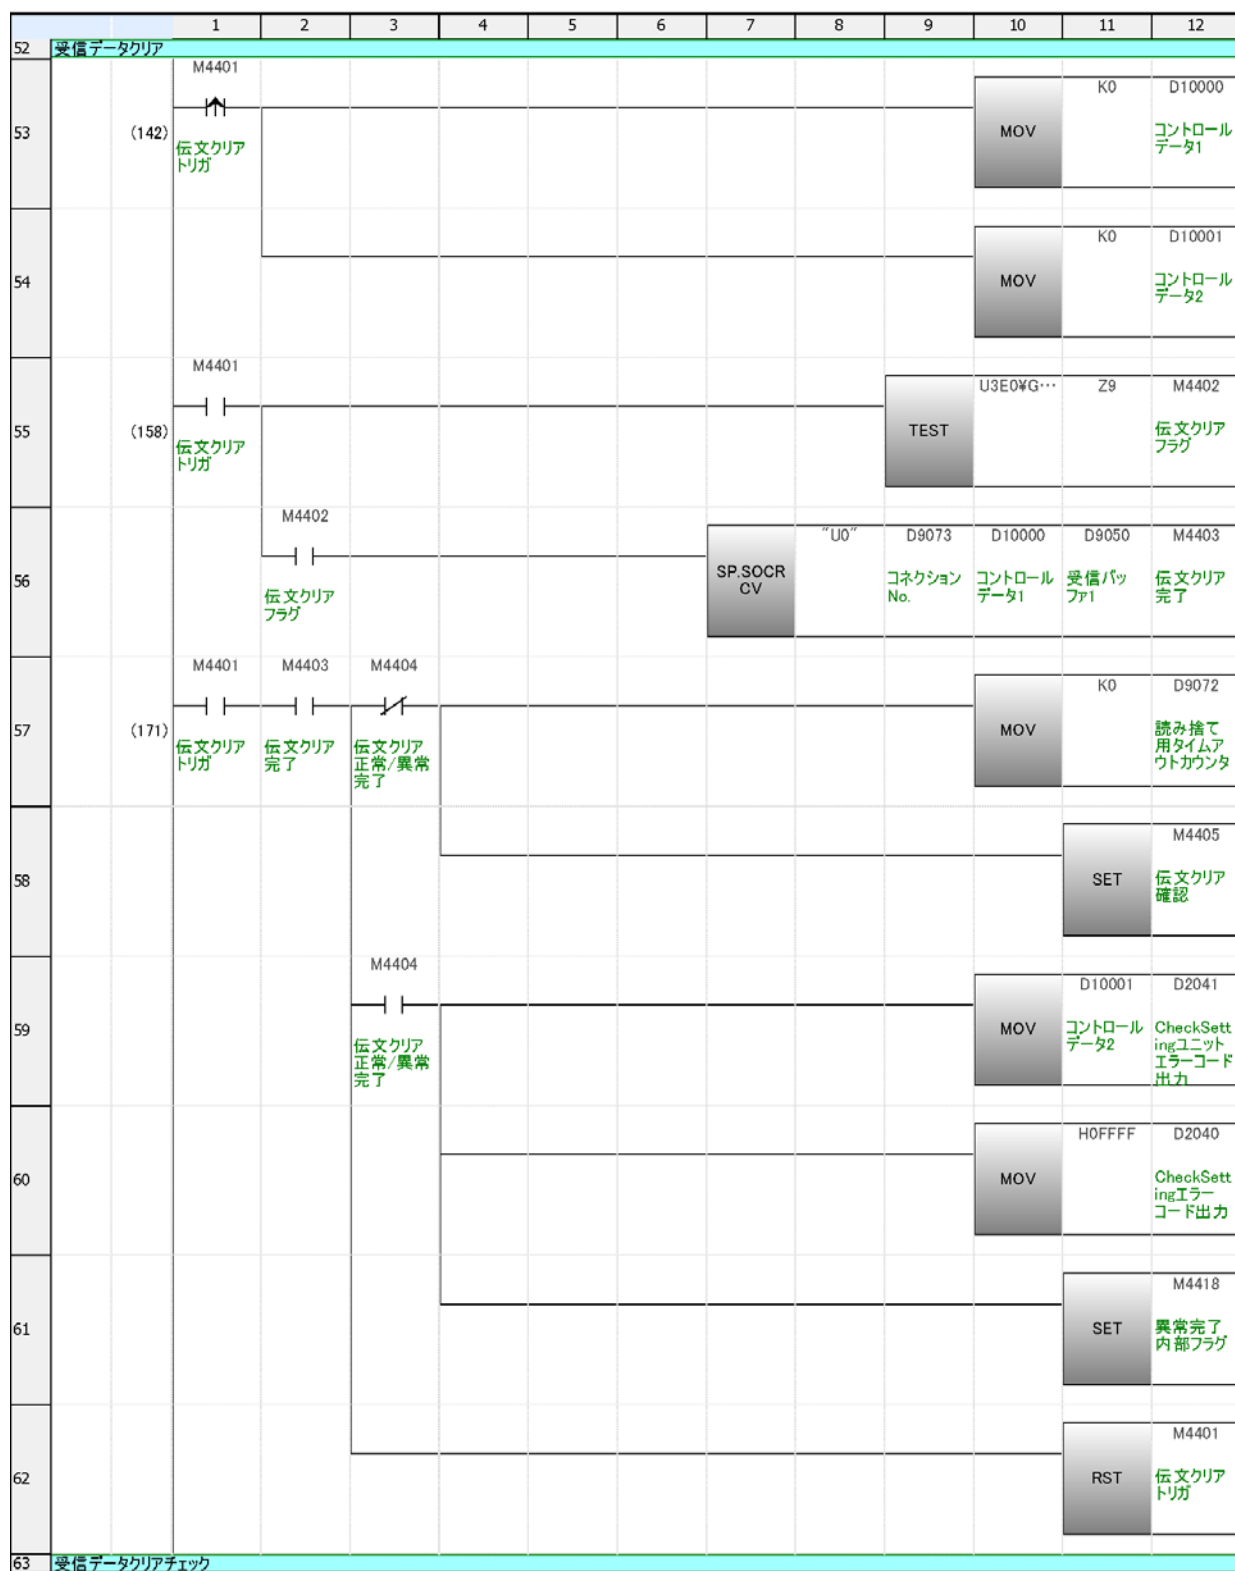 1 2 3 4 5 6 7 8 9 10 11 12
52 受信データクリア
M4401
K0 D10000
53 (142) MOV
伝文クリア
トリガ
コントロール
データ1
K0 D10001
54 MOV
コントロール
データ2
M4401
U3E0¥G… Z9 M4402
55 (158) TEST
伝文クリア
トリガ
伝文クリア
フラグ
M4402
"U0" D9073 D10000 D9050 M4403
56 SP.SOCR
CV
伝文クリア
フラグ
コネクション
No.
コントロール
データ1
受信バッ
ファ1
伝文クリア
完了
M4401 M4403 M4404
K0 D9072
57 (171) MOV
伝文クリア
トリガ
伝文クリア
完了
伝文クリア
正常/異常
完了
読み捨て
用タイムア
ウトカウンタ
M4405
58 SET
伝文クリア
確認
M4404
D10001 D2041
59 MOV
伝文クリア
正常/異常
完了
コントロール
データ2
CheckSett
ingユニット
エラーコード
出力
H0FFFF D2040
60 MOV
CheckSett
ingエラー
コード出力
M4418
61 SET
異常完了
内部フラグ
M4401
62 RST
伝文クリア
トリガ
63 受信データクリアチェック